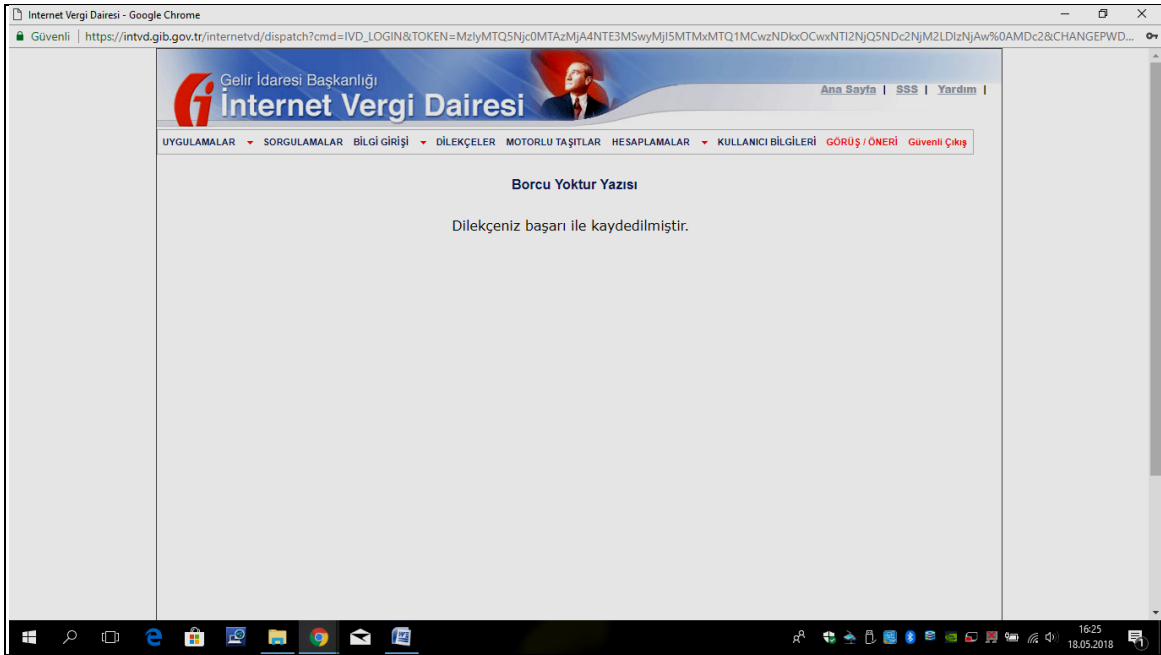 Internet Vergi Dairesi - Google Chrome
Güvenli | https://intvd.gib.gov.tr/internetvd/dispatch?cmd=IVD_LOGIN&TOKEN=MzIyMTQ5Njc0MTAzMjA4NTE3MSwyMjI5MTMxMTQ1MCwzNDkxOCwxNTI2NjQ5NDc2NjM2LDIzNjAw%0AMDc2&CHANGEPWD...
Gelir İdaresi Başkanlığı
İnternet Vergi Dairesi
Ana Sayfa | SSS | Yardım |
UYGULAMALAR SORGULAMALAR BİLGİ GİRİŞİ DİLEKÇELER MOTORLU TAŞITLAR HESAPLAMALAR KULLANICI BİLGİLERİ GÖRÜŞ / ÖNERİ Güvenli Çıkış
Borcu Yoktur Yazısı
Dilekçeniz başarı ile kaydedilmiştir.
16:25
18.05.2018